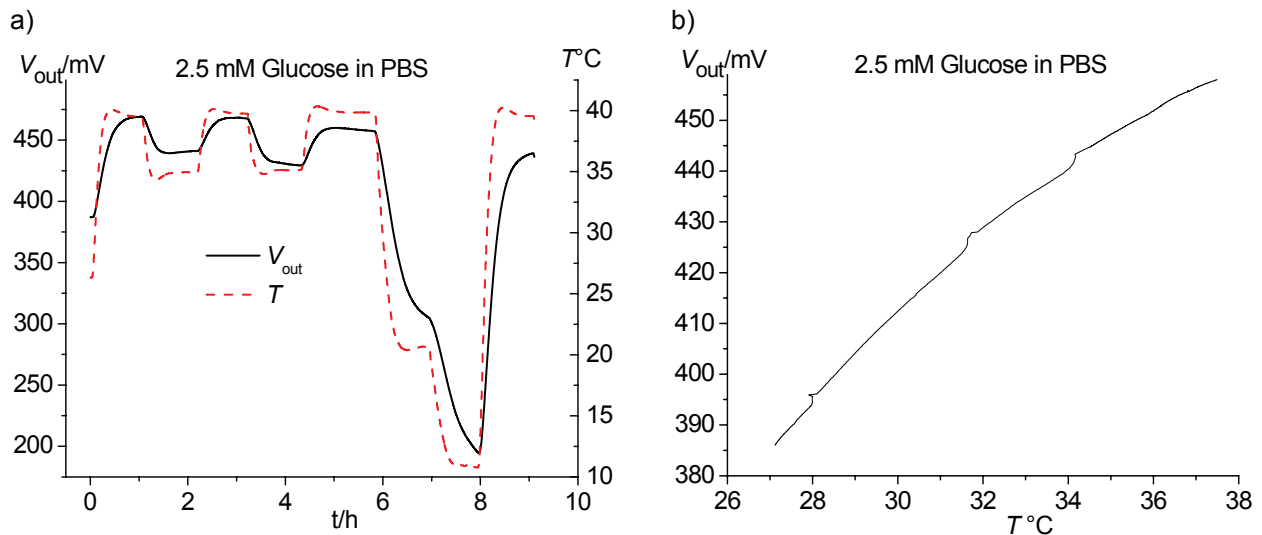 a)
V_out/mV
2.5 mM Glucose in PBS
T°C
450
400
350
300
250
200
40
35
30
25
20
15
10
V_out
T
0 2 4 6 8 10
t/h
b)
V_out/mV
2.5 mM Glucose in PBS
450
440
430
420
410
400
390
380
26 28 30 32 34 36 38
T °C